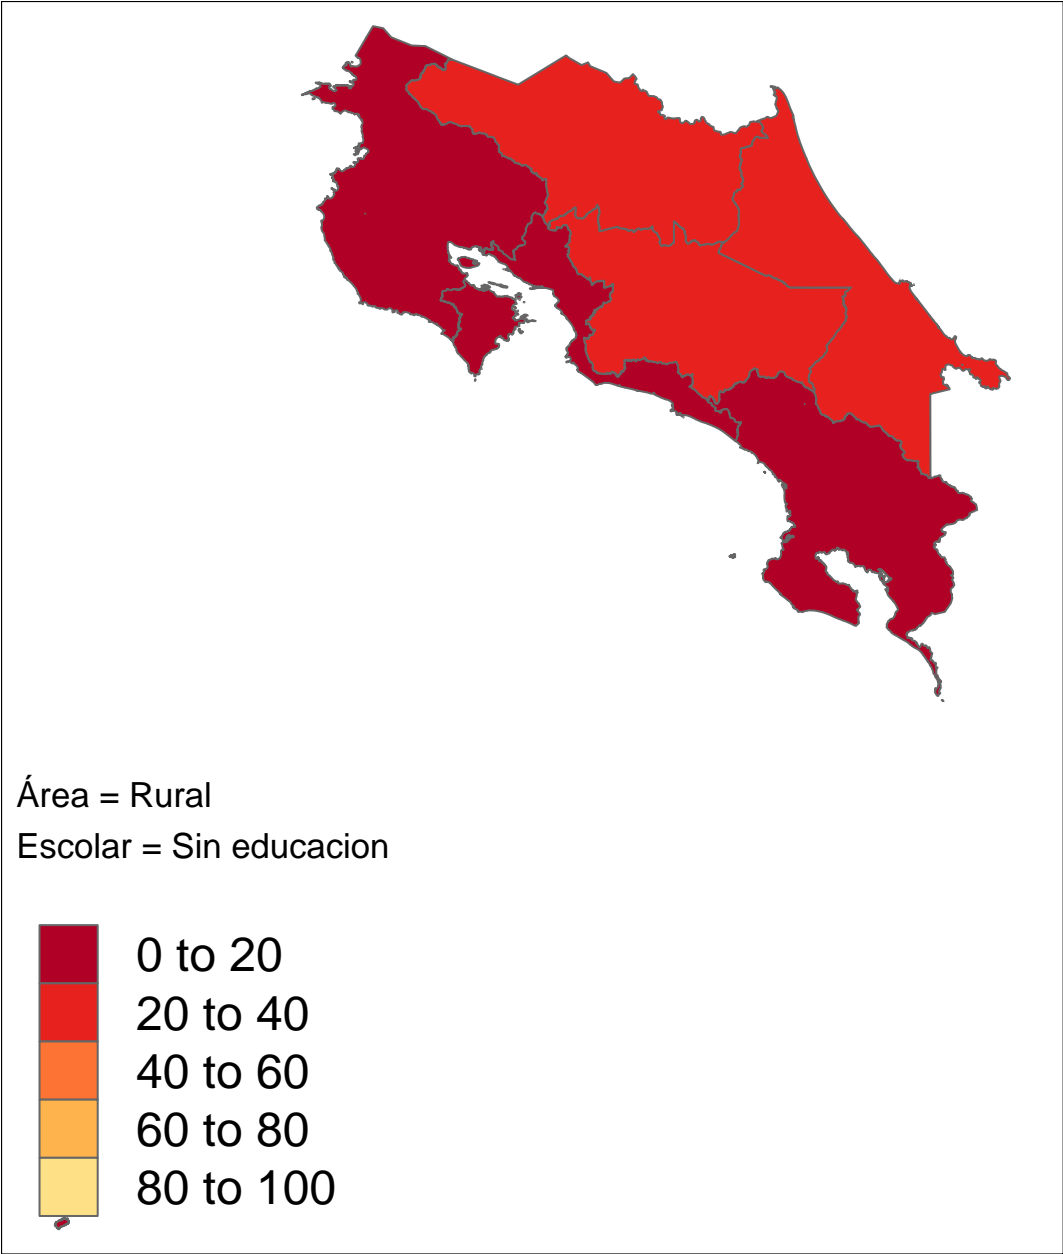 Área = Rural
Escolar = Sin educacion
0 to 20
20 to 40
40 to 60
60 to 80
80 to 100